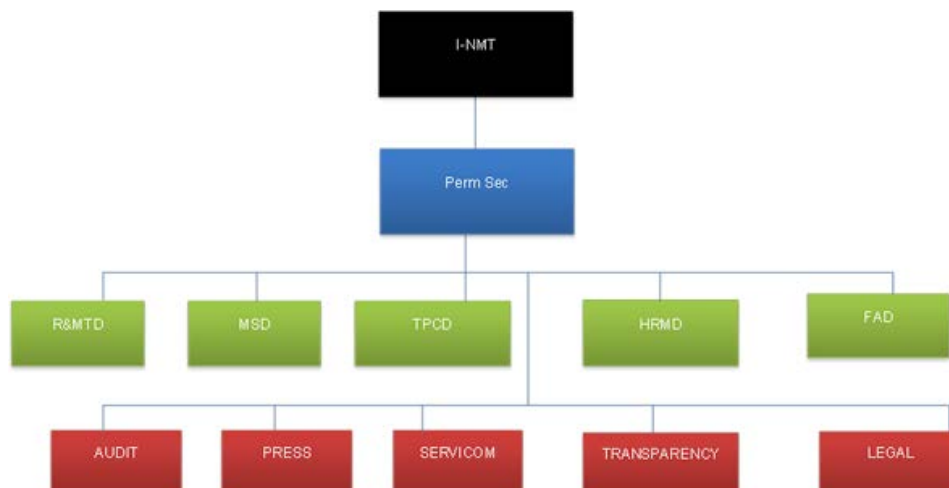 I-NMT
Perm Sec
R&MTD
MSD
TPCD
HRMD
FAD
AUDIT
PRESS
SERVICOM
TRANSPARENCY
LEGAL